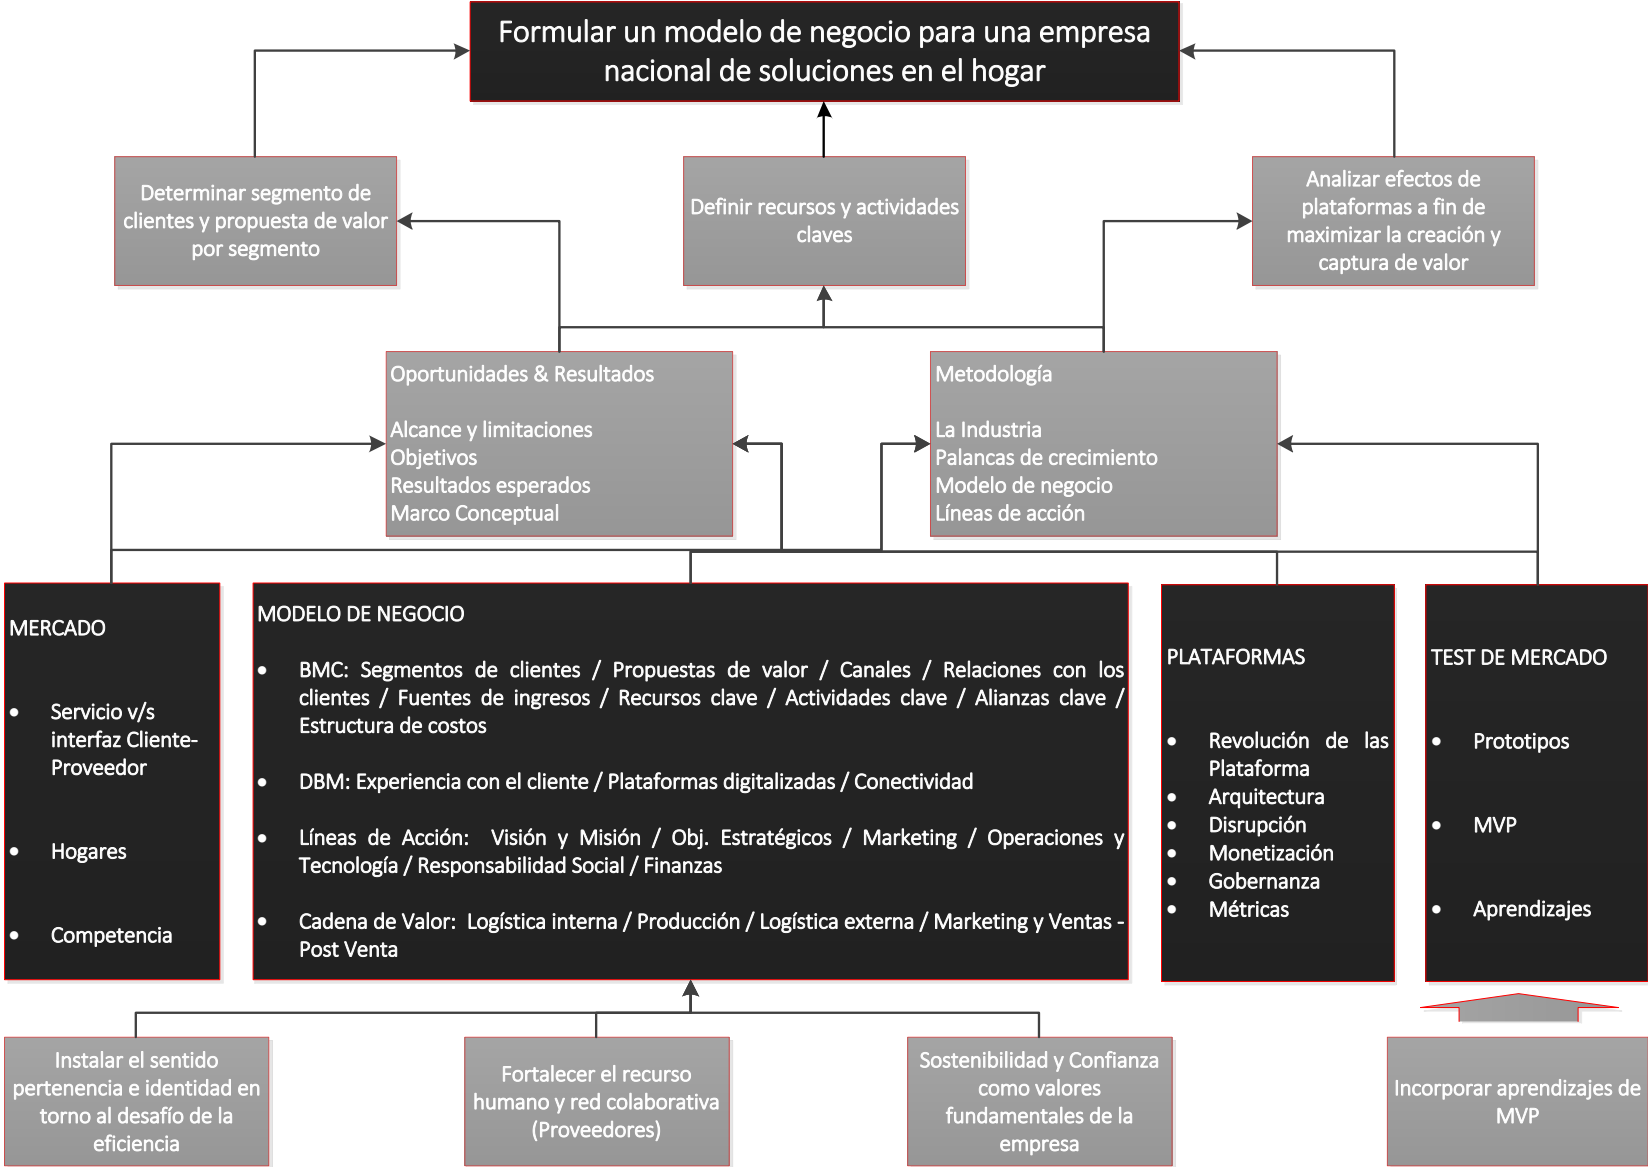 Formular un modelo de negocio para una empresa
nacional de soluciones en el hogar
Determinar segmento de
clientes y propuesta de valor
por segmento
Definir recursos y actividades
claves
Analizar efectos de
plataformas a fin de
maximizar la creación y
captura de valor
Oportunidades & Resultados
Alcance y limitaciones
Objetivos
Resultados esperados
Marco Conceptual
Metodología
La Industria
Palancas de crecimiento
Modelo de negocio
Líneas de acción
MERCADO
• Servicio v/s
interfaz Cliente-
Proveedor
• Hogares
• Competencia
MODELO DE NEGOCIO
• BMC: Segmentos de clientes / Propuestas de valor / Canales / Relaciones con los
clientes / Fuentes de ingresos / Recursos clave / Actividades clave / Alianzas clave /
Estructura de costos
• DBM: Experiencia con el cliente / Plataformas digitalizadas / Conectividad
• Líneas de Acción: Visión y Misión / Obj. Estratégicos / Marketing / Operaciones y
Tecnología / Responsabilidad Social / Finanzas
• Cadena de Valor: Logística interna / Producción / Logística externa / Marketing y Ventas -
Post Venta
PLATAFORMAS
• Revolución de las
Plataforma
• Arquitectura
• Disrupción
• Monetización
• Gobernanza
• Métricas
TEST DE MERCADO
• Prototipos
• MVP
• Aprendizajes
Instalar el sentido
pertenencia e identidad en
torno al desafío de la
eficiencia
Fortalecer el recurso
humano y red colaborativa
(Proveedores)
Sostenibilidad y Confianza
como valores
fundamentales de la
empresa
Incorporar aprendizajes de
MVP